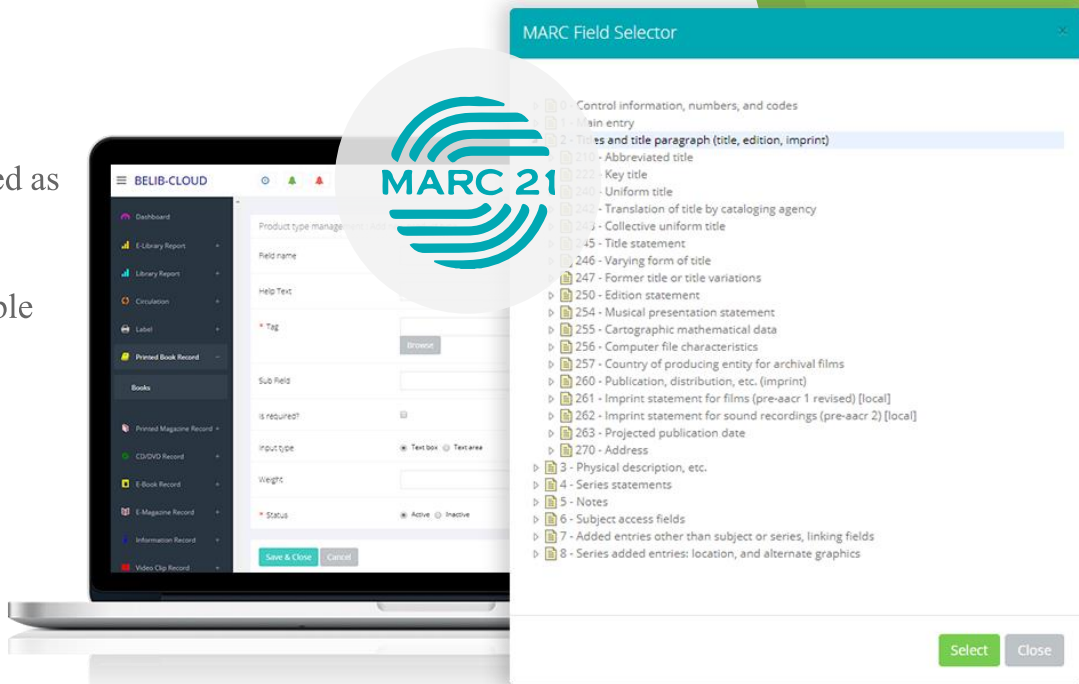 ed as
ple
BELIB-CLOUD
Dashboard
E-Library Report +
Library Report +
Circulation +
Label +
Printed Book Record -
Books
Printed Magazine Record +
CD/DVD Record +
E-Book Record +
E-Magazine Record +
Information Record +
Video Clip Record +
Product type manage
Field name
Help Text
* Tag
Browse
Sub Field
Is required?
Input type
Text box Text area
Weight
* Status
Active Inactive
Save & Close Cancel
MARC 21
MARC Field Selector ×
0 - Control information, numbers, and codes
1 - Main entry
2 - Titles and title paragraph (title, edition, imprint)
210 - Abbreviated title
222 - Key title
240 - Uniform title
242 - Translation of title by cataloging agency
243 - Collective uniform title
245 - Title statement
246 - Varying form of title
247 - Former title or title variations
250 - Edition statement
254 - Musical presentation statement
255 - Cartographic mathematical data
256 - Computer file characteristics
257 - Country of producing entity for archival films
260 - Publication, distribution, etc. (imprint)
261 - Imprint statement for films (pre-aacr 1 revised) [local]
262 - Imprint statement for sound recordings (pre-aacr 2) [local]
263 - Projected publication date
270 - Address
3 - Physical description, etc.
4 - Series statements
5 - Notes
6 - Subject access fields
7 - Added entries other than subject or series, linking fields
8 - Series added entries: location, and alternate graphics
Select Close